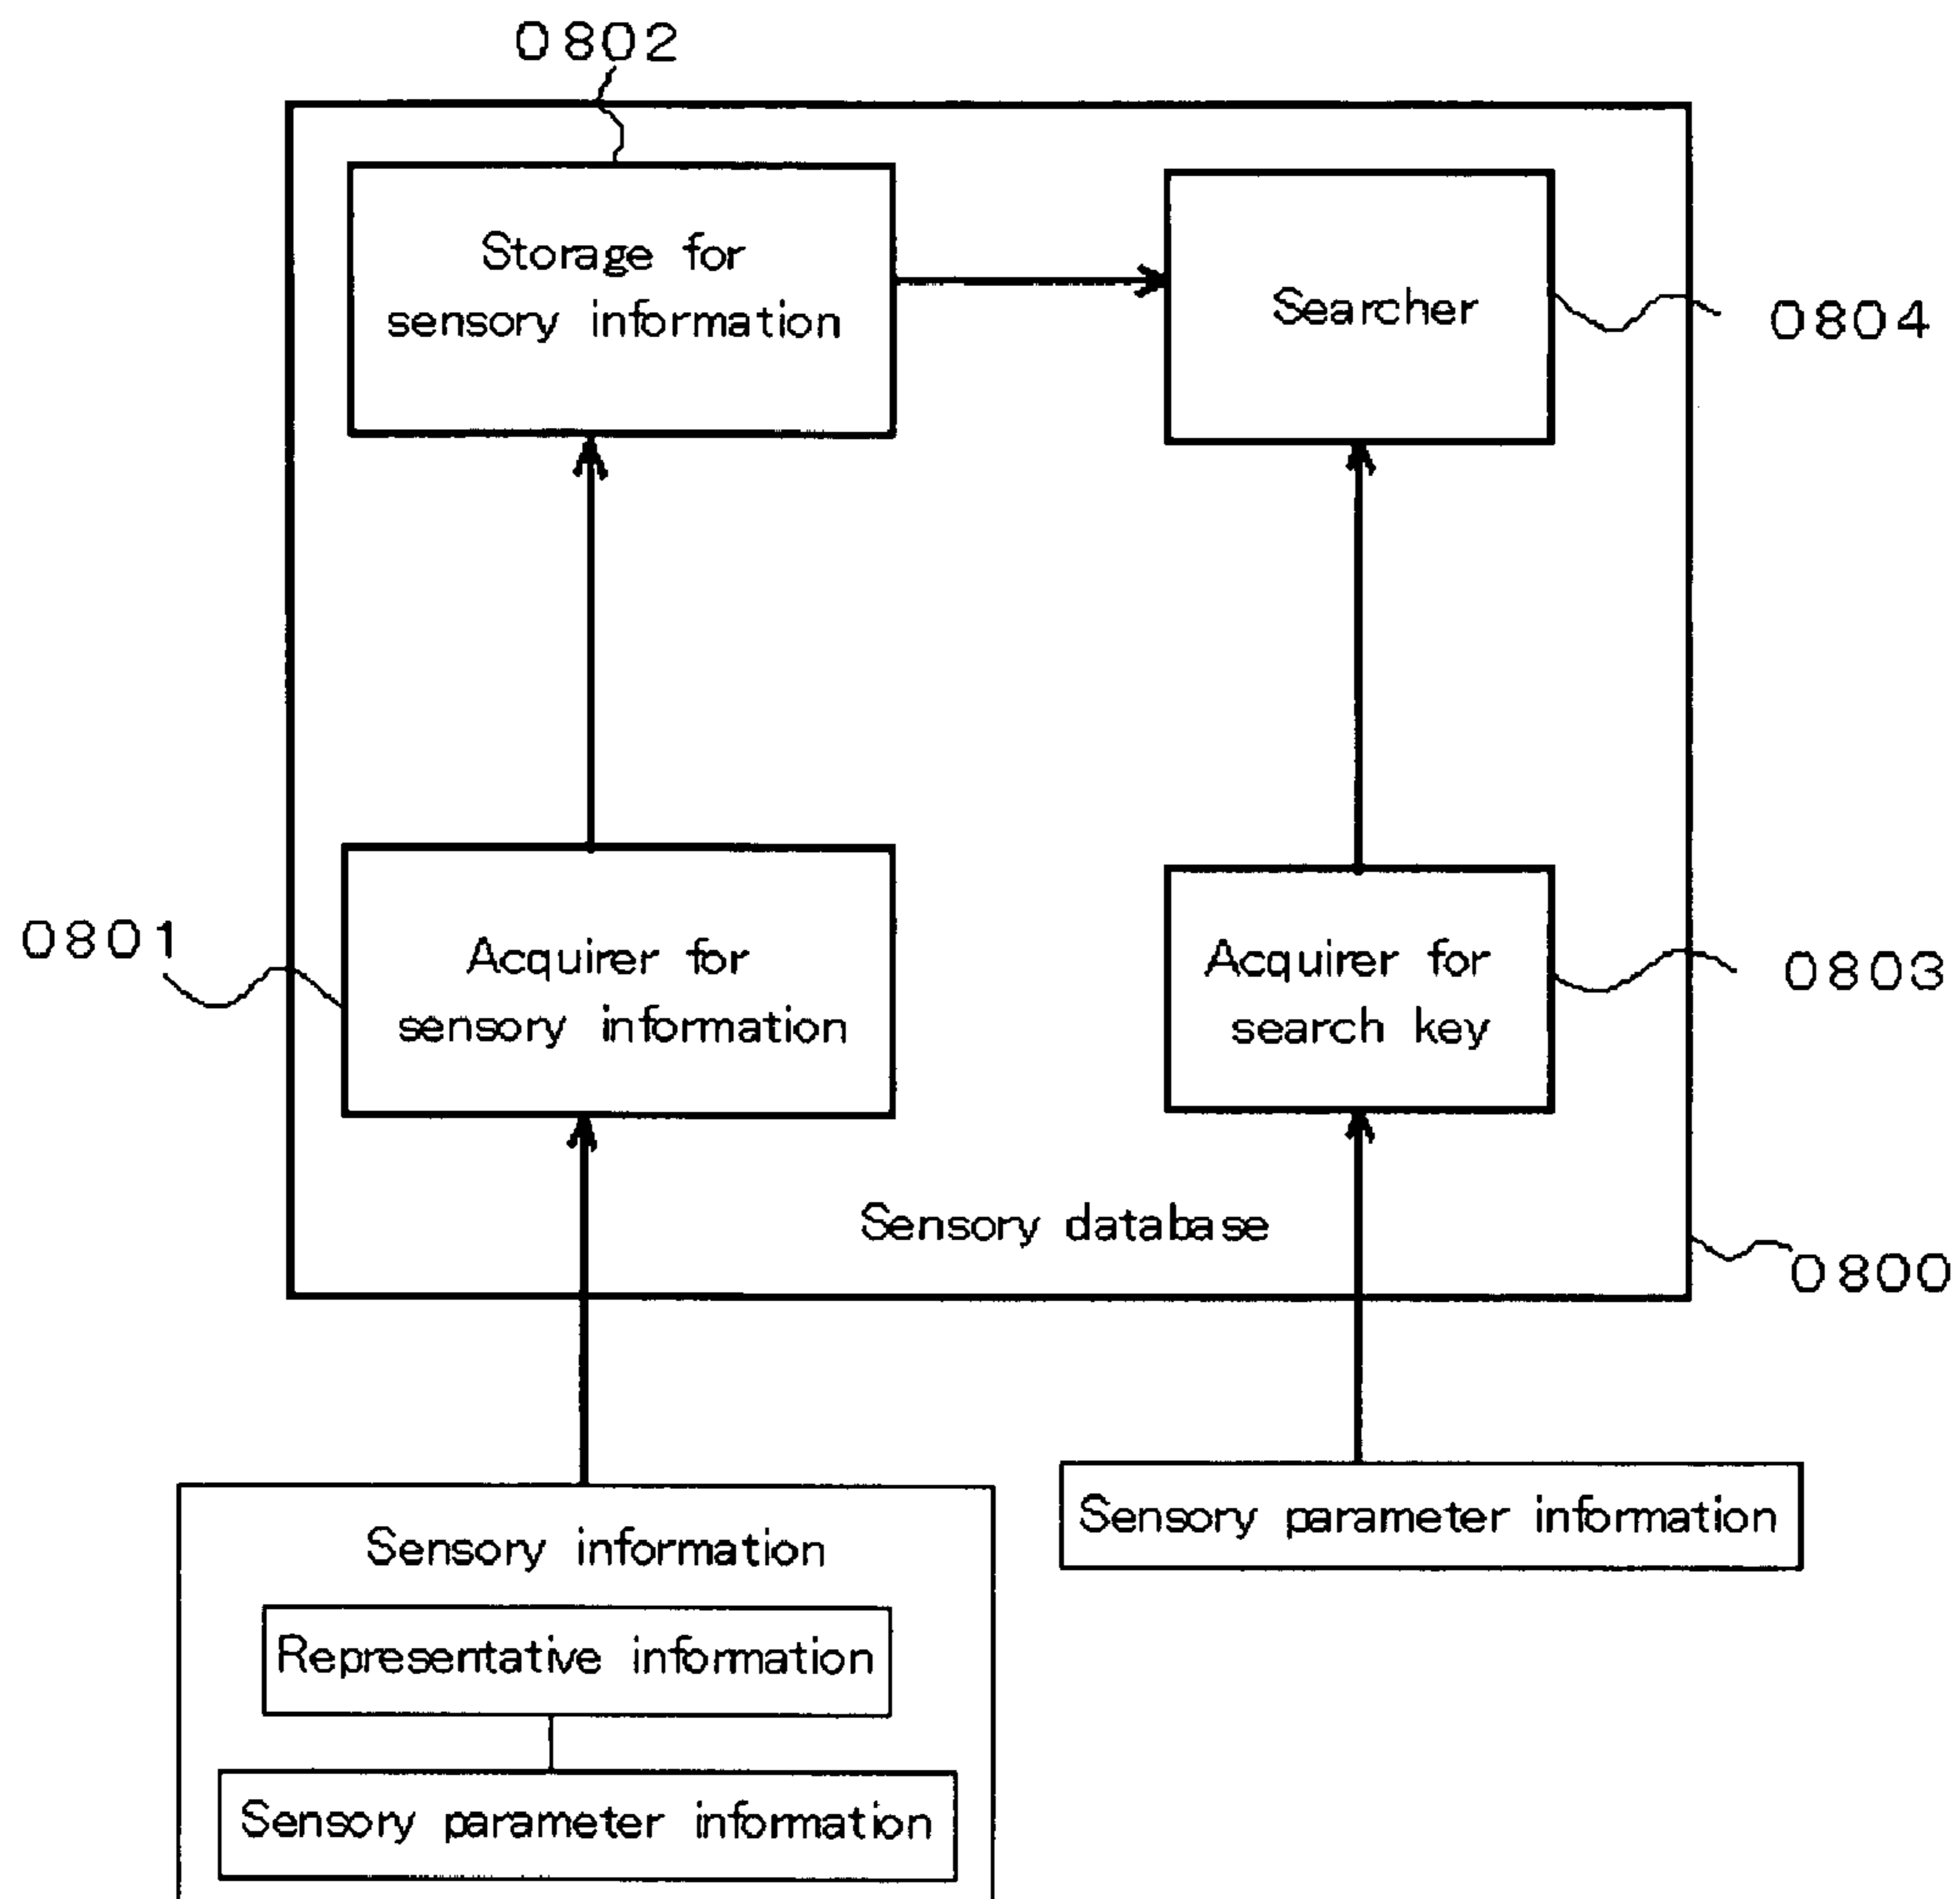 0802
Storage for
sensory information
Searcher
0804
0801
Acquirer for
sensory information
Acquirer for
search key
0803
Sensory database
0800
Sensory information
Representative information
Sensory parameter information
Sensory parameter information